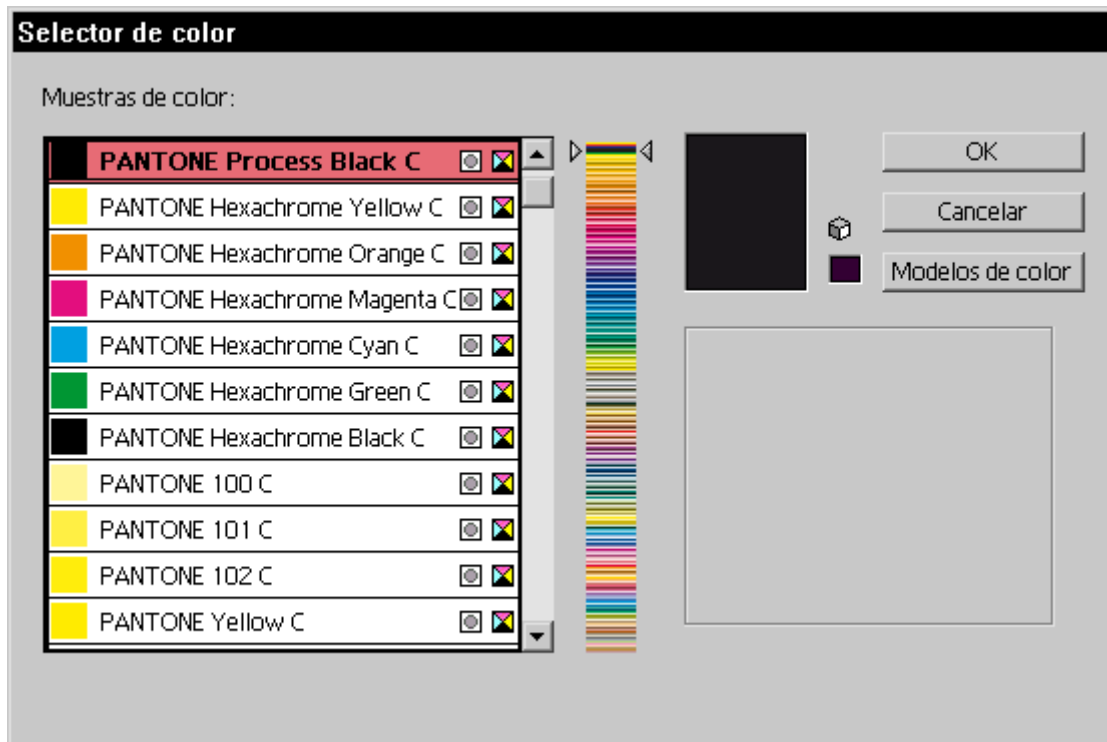 Selector de color
Muestras de color:
PANTONE Process Black C
PANTONE Hexachrome Yellow C
PANTONE Hexachrome Orange C
PANTONE Hexachrome Magenta C
PANTONE Hexachrome Cyan C
PANTONE Hexachrome Green C
PANTONE Hexachrome Black C
PANTONE 100 C
PANTONE 101 C
PANTONE 102 C
PANTONE Yellow C
OK
Cancelar
Modelos de color